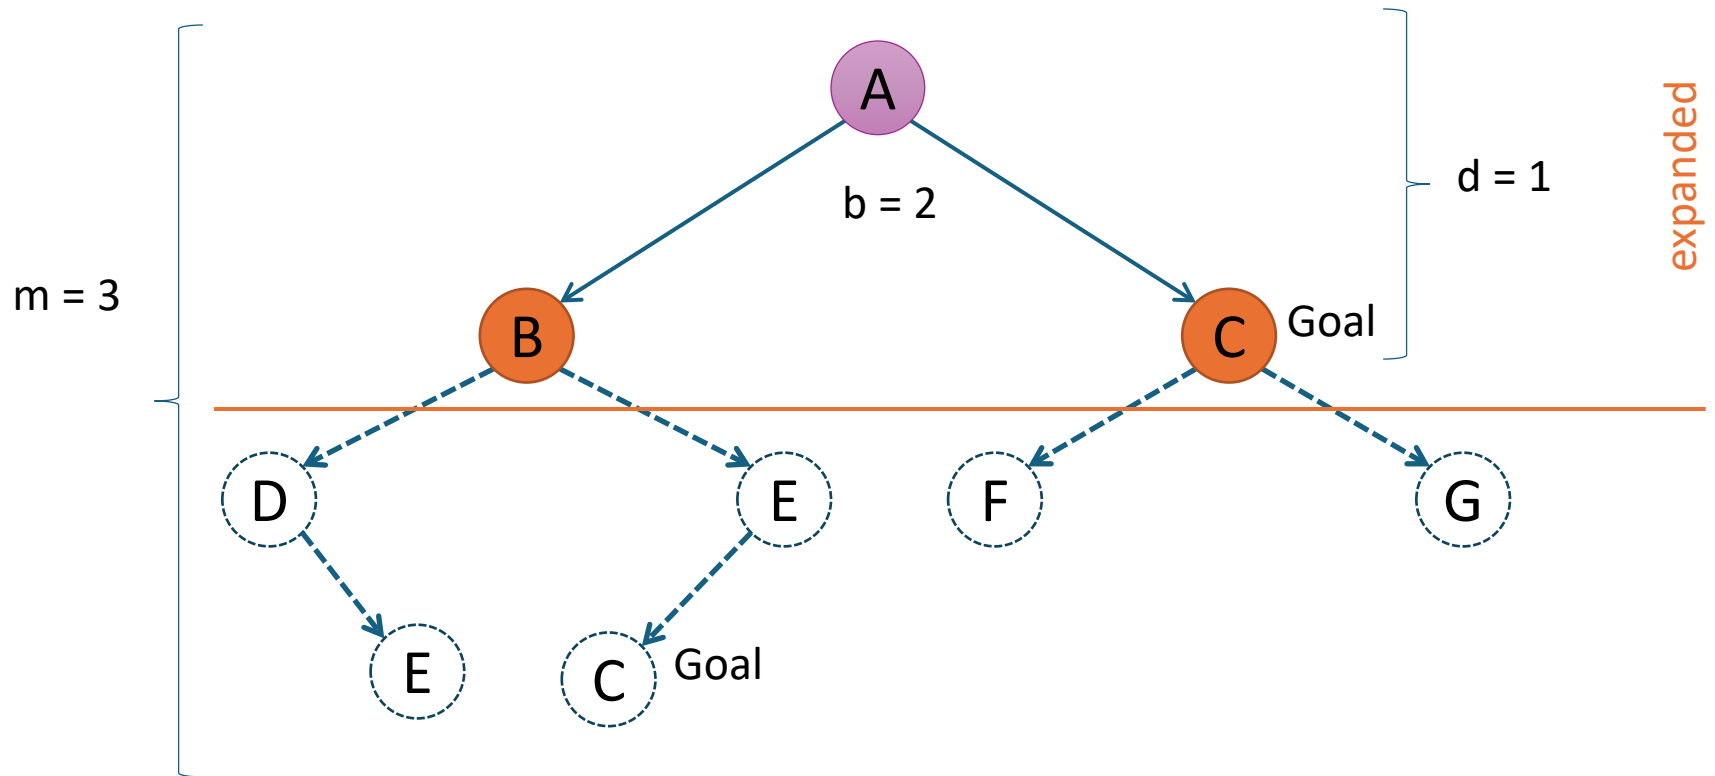 A
expanded
d = 1
b = 2
m = 3
B
C
Goal
D
E
F
G
E
C
Goal